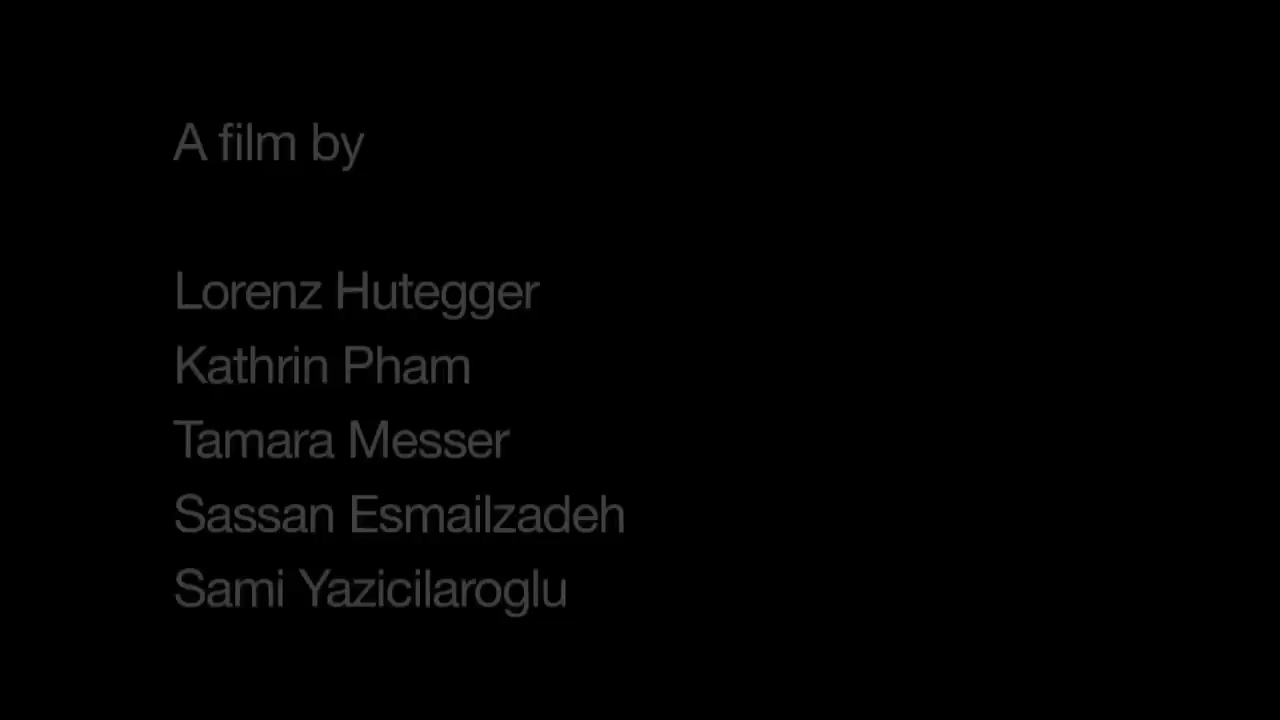 A film by
Lorenz Hutegger
Kathrin Pham
Tamara Messer
Sassan Esmailzadeh
Sami Yazicilaroglu